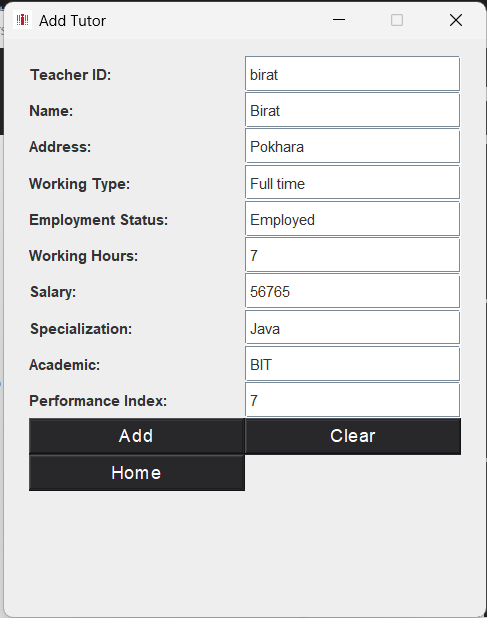 Add Tutor
Teacher ID: birat
Name: Birat
Address: Pokhara
Working Type: Full time
Employment Status: Employed
Working Hours: 7
Salary: 56765
Specialization: Java
Academic: BIT
Performance Index: 7
Add Clear
Home